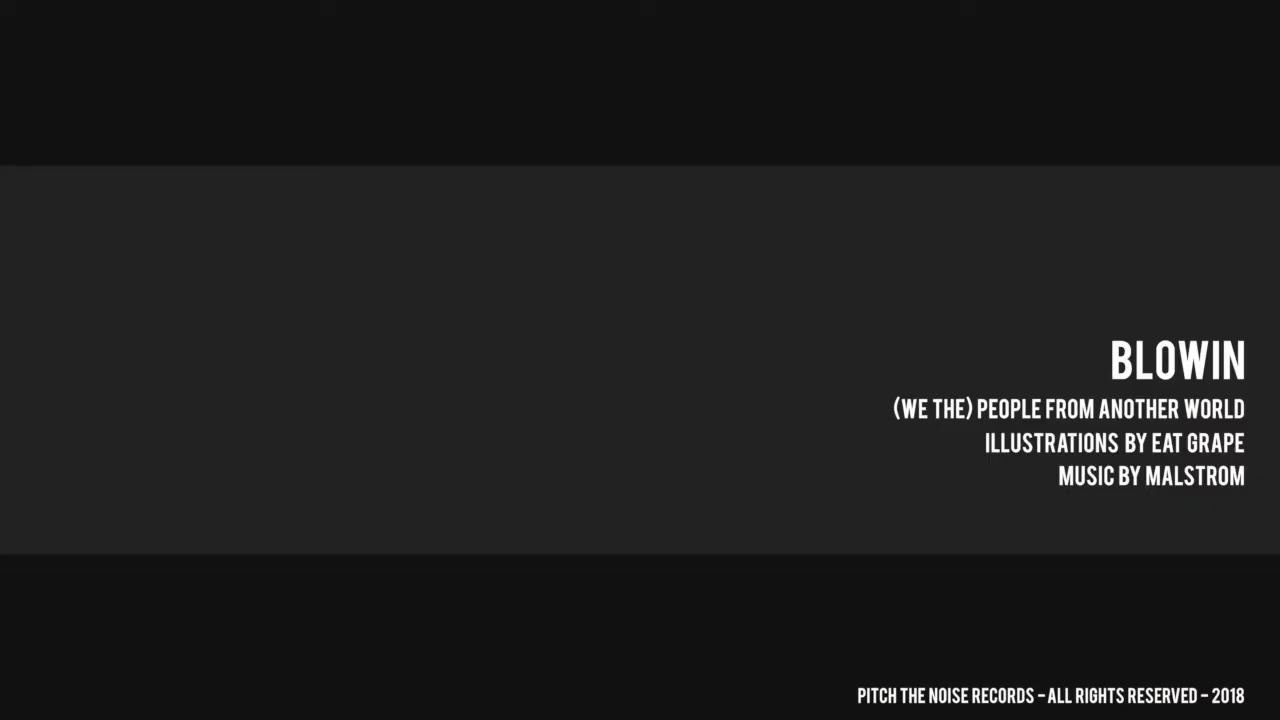 BLOWIN
(WE THE) PEOPLE FROM ANOTHER WORLD
ILLUSTRATIONS BY EAT GRAPE
MUSIC BY MALSTROM
PITCH THE NOISE RECORDS - ALL RIGHTS RESERVED - 2018